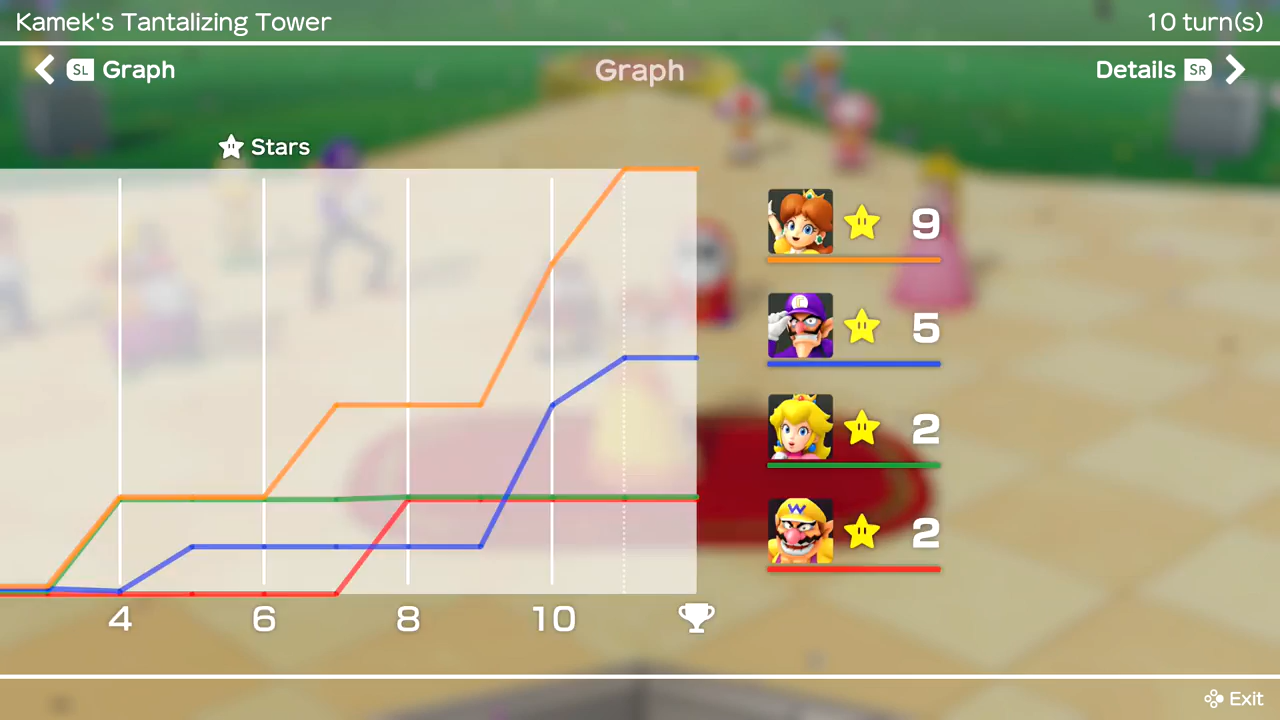 Kamek's Tantalizing Tower
10 turn(s)
SL Graph
Graph
Details SR
Stars
9
5
2
2
4 6 8 10
Exit